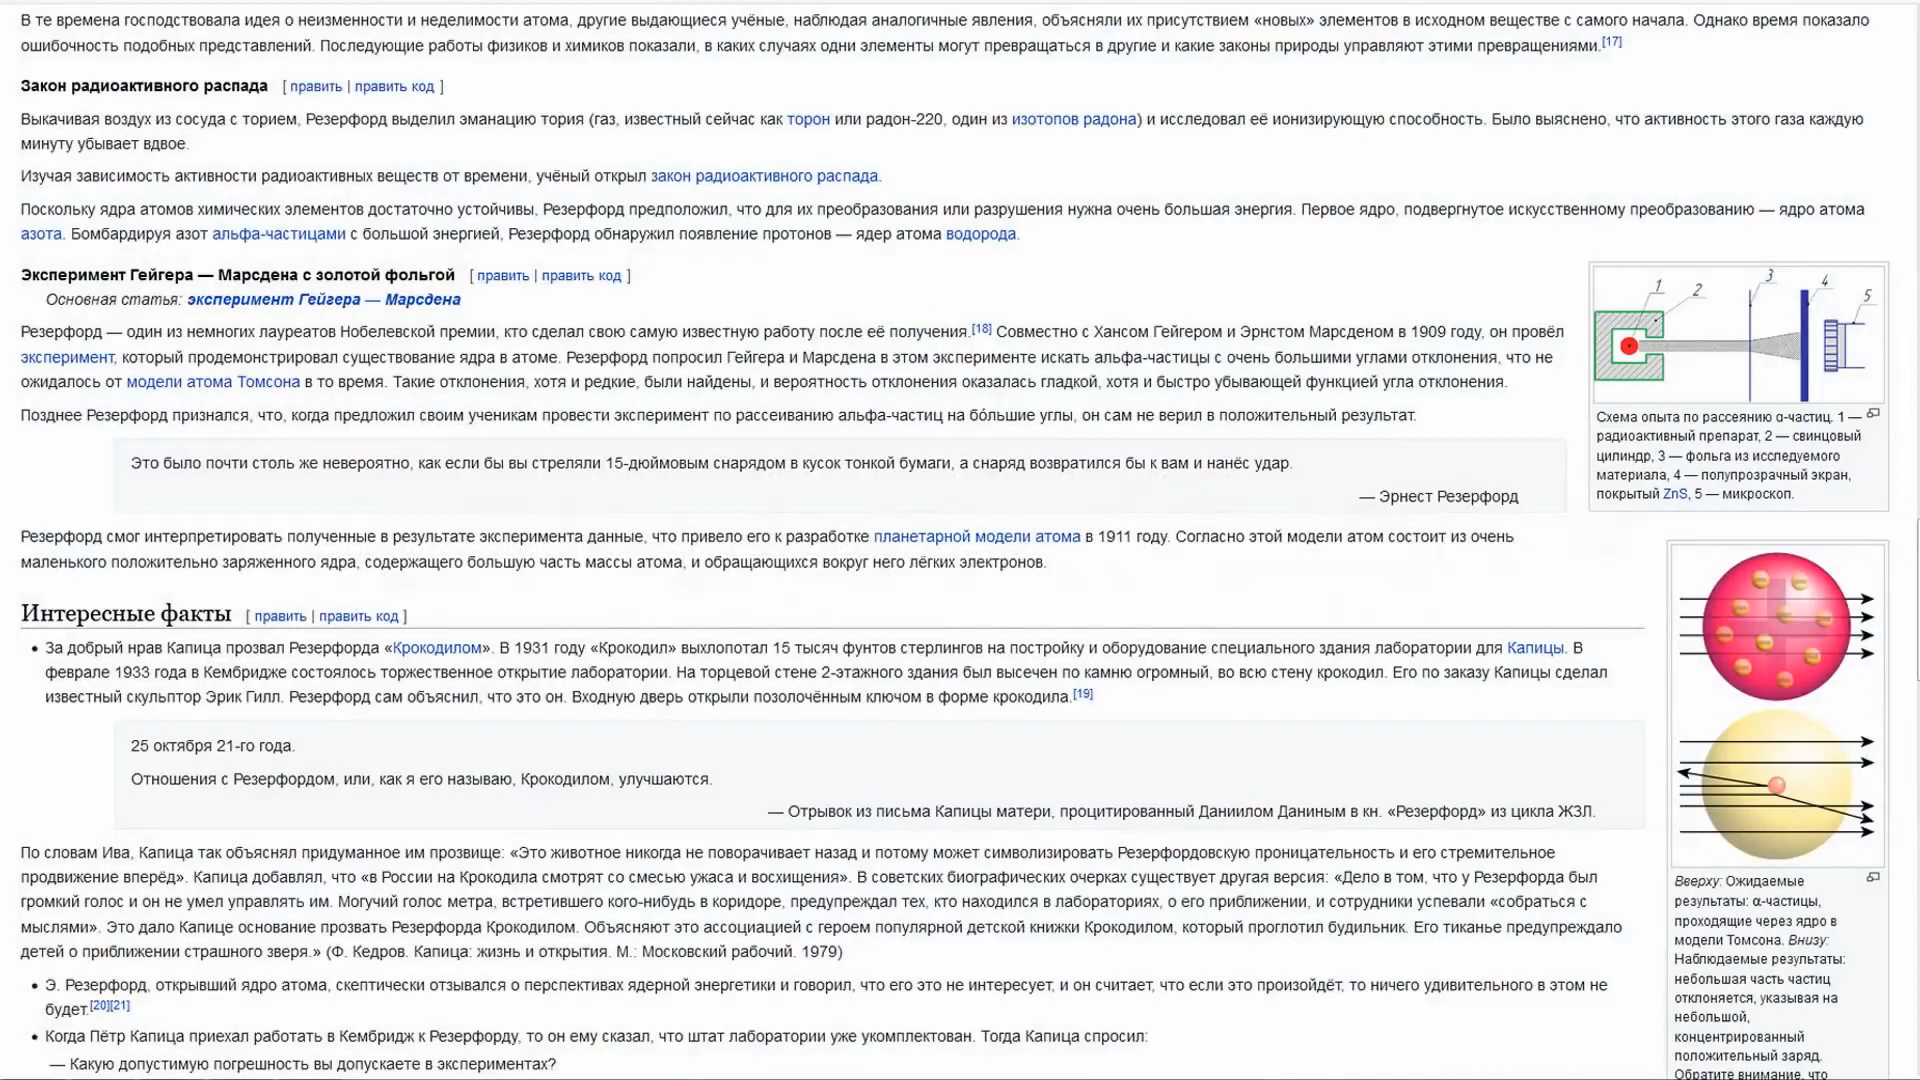 В те времена господствовала идея о неизменности и неделимости атома, другие выдающиеся учёные, наблюдая аналогичные явления, объясняли их присутствием «новых» элементов в исходном веществе с самого начала. Однако время показало
ошибочность подобных представлений. Последующие работы физиков и химиков показали, в каких случаях одни элементы могут превращаться в другие и какие законы природы управляют этими превращениями.[17]
Закон радиоактивного распада [ править | править код ]
Выкачивая воздух из сосуда с торием, Резерфорд выделил эманацию тория (газ, известный сейчас как торон или радон-220, один из изотопов радона) и исследовал её ионизирующую способность. Было выяснено, что активность этого газа каждую
минуту убывает вдвое.
Изучая зависимость активности радиоактивных веществ от времени, учёный открыл закон радиоактивного распада.
Поскольку ядра атомов химических элементов достаточно устойчивы, Резерфорд предположил, что для их преобразования или разрушения нужна очень большая энергия. Первое ядро, подвергнутое искусственному преобразованию — ядро атома
азота. Бомбардируя азот альфа-частицами с большой энергией, Резерфорд обнаружил появление протонов — ядер атома водорода.
Эксперимент Гейгера — Марсдена с золотой фольгой [ править | править код ]
Основная статья: эксперимент Гейгера — Марсдена
Резерфорд — один из немногих лауреатов Нобелевской премии, кто сделал свою самую известную работу после её получения.[18] Совместно с Хансом Гейгером и Эрнстом Марсденом в 1909 году, он провёл
эксперимент, который продемонстрировал существование ядра в атоме. Резерфорд попросил Гейгера и Марсдена в этом эксперименте искать альфа-частицы с очень большими углами отклонения, что не
ожидалось от модели атома Томсона в то время. Такие отклонения, хотя и редкие, были найдены, и вероятность отклонения оказалась гладкой, хотя и быстро убывающей функцией угла отклонения.
Позднее Резерфорд признался, что, когда предложил своим ученикам провести эксперимент по рассеиванию альфа-частиц на бо́льшие углы, он сам не верил в положительный результат.
Это было почти столь же невероятно, как если бы вы стреляли 15-дюймовым снарядом в кусок тонкой бумаги, а снаряд возвратился бы к вам и нанёс удар.
— Эрнест Резерфорд
1 2 3 4 5
Схема опыта по рассеянию α-частиц. 1 —
радиоактивный препарат, 2 — свинцовый
цилиндр, 3 — фольга из исследуемого
материала, 4 — полупрозрачный экран,
покрытый ZnS, 5 — микроскоп.
Резерфорд смог интерпретировать полученные в результате эксперимента данные, что привело его к разработке планетарной модели атома в 1911 году. Согласно этой модели атом состоит из очень
маленького положительно заряженного ядра, содержащего большую часть массы атома, и обращающихся вокруг него лёгких электронов.
Интересные факты [ править | править код ]
• За добрый нрав Капица прозвал Резерфорда «Крокодилом». В 1931 году «Крокодил» выхлопотал 15 тысяч фунтов стерлингов на постройку и оборудование специального здания лаборатории для Капицы. В
феврале 1933 года в Кембридже состоялось торжественное открытие лаборатории. На торцевой стене 2-этажного здания был высечен по камню огромный, во всю стену крокодил. Его по заказу Капицы сделал
известный скульптор Эрик Гилл. Резерфорд сам объяснил, что это он. Входную дверь открыли позолочённым ключом в форме крокодила.[19]
25 октября 21-го года.
Отношения с Резерфордом, или, как я его называю, Крокодилом, улучшаются.
— Отрывок из письма Капицы матери, процитированный Даниилом Даниным в кн. «Резерфорд» из цикла ЖЗЛ.
По словам Ива, Капица так объяснял придуманное им прозвище: «Это животное никогда не поворачивает назад и потому может символизировать Резерфордовскую проницательность и его стремительное
продвижение вперёд». Капица добавлял, что «в России на Крокодила смотрят со смесью ужаса и восхищения». В советских биографических очерках существует другая версия: «Дело в том, что у Резерфорда был
громкий голос и он не умел управлять им. Могучий голос метра, встретившего кого-нибудь в коридоре, предупреждал тех, кто находился в лабораториях, о его приближении, и сотрудники успевали «собраться с
мыслями». Это дало Капице основание прозвать Резерфорда Крокодилом. Объясняют это ассоциацией с героем популярной детской книжки Крокодилом, который проглотил будильник. Его тиканье предупреждало
детей о приближении страшного зверя.» (Ф. Кедров. Капица: жизнь и открытия. М.: Московский рабочий. 1979)
• Э. Резерфорд, открывший ядро атома, скептически отзывался о перспективах ядерной энергетики и говорил, что его это не интересует, и он считает, что если это произойдёт, то ничего удивительного в этом не
будет.[20][21]
• Когда Пётр Капица приехал работать в Кембридж к Резерфорду, то он ему сказал, что штат лаборатории уже укомплектован. Тогда Капица спросил:
— Какую допустимую погрешность вы допускаете в экспериментах?
Вверху: Ожидаемые
результаты: α-частицы,
проходящие через ядро в
модели Томсона. Внизу:
Наблюдаемые результаты:
небольшая часть частиц
отклоняется, указывая на
небольшой,
концентрированный
положительный заряд.
Обратите внимание, что